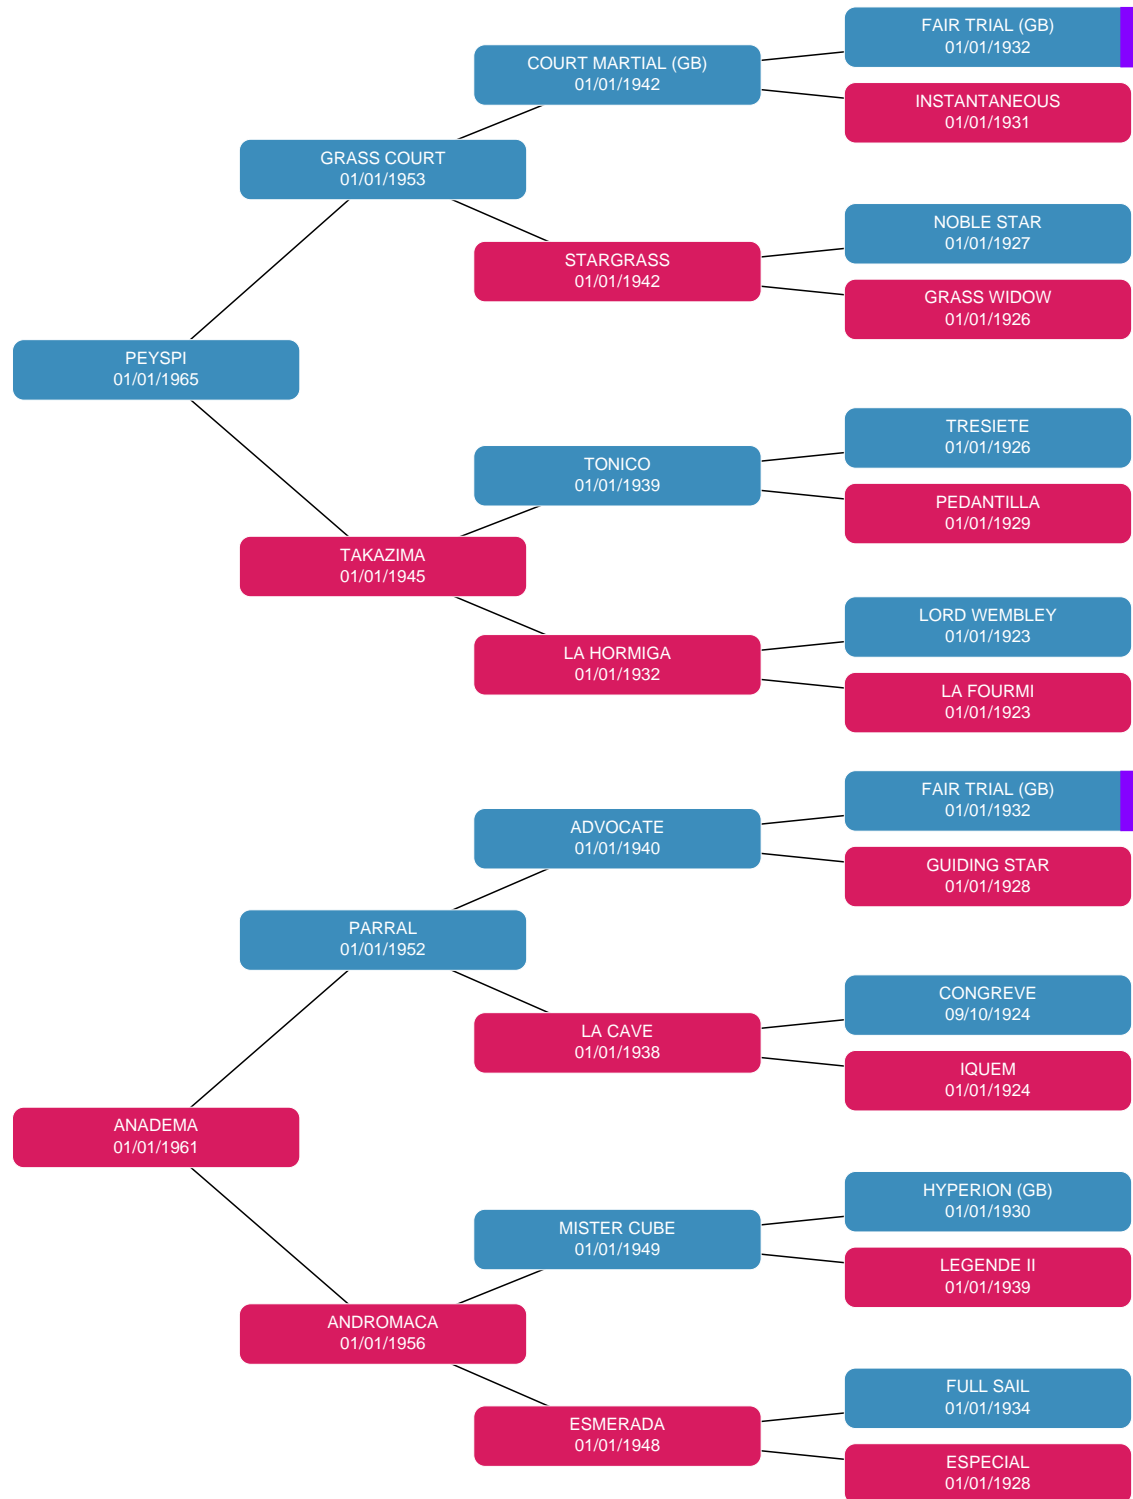 FAIR TRIAL (GB)
01/01/1932
COURT MARTIAL (GB)
01/01/1942
INSTANTANEOUS
01/01/1931
GRASS COURT
01/01/1953
NOBLE STAR
01/01/1927
STARGRASS
01/01/1942
GRASS WIDOW
01/01/1926
PEYSPI
01/01/1965
TRESIETE
01/01/1926
TONICO
01/01/1939
PEDANTILLA
01/01/1929
TAKAZIMA
01/01/1945
LORD WEMBLEY
01/01/1923
LA HORMIGA
01/01/1932
LA FOURMI
01/01/1923
FAIR TRIAL (GB)
01/01/1932
ADVOCATE
01/01/1940
GUIDING STAR
01/01/1928
PARRAL
01/01/1952
CONGREVE
09/10/1924
LA CAVE
01/01/1938
IQUEM
01/01/1924
ANADEMA
01/01/1961
HYPERION (GB)
01/01/1930
MISTER CUBE
01/01/1949
LEGENDE II
01/01/1939
ANDROMACA
01/01/1956
FULL SAIL
01/01/1934
ESMERADA
01/01/1948
ESPECIAL
01/01/1928